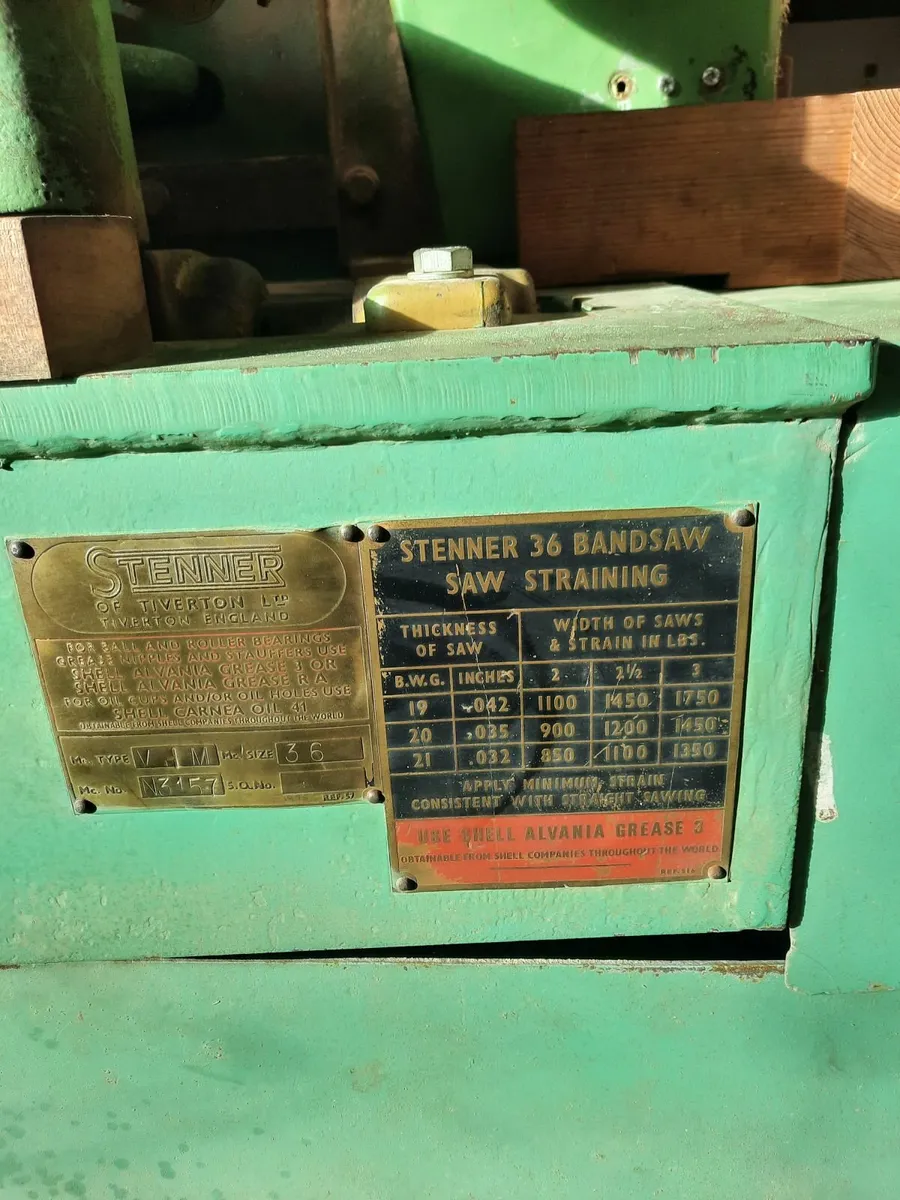 STENNER
OF TIVERTON LTD
TIVERTON ENGLAND
FOR BALL AND ROLLER BEARINGS
GREASE NIPPLES AND STAUFFERS USE
SHELL ALVANIA GREASE 3 OR
SHELL ALVANIA GREASE R A
FOR OIL CUPS AND/OR OIL HOLES USE
SHELL CARNEA OIL 41
OBTAINABLE FROM SHELL COMPANIES THROUGHOUT THE WORLD
Mc. TYPE V M Mc. SIZE 36
Mc. No. N3157 S.O. No.
REF. 57
STENNER 36 BANDSAW
SAW STRAINING
THICKNESS OF SAW
WIDTH OF SAWS & STRAIN IN LBS.
B.W.G. INCHES 2 2½ 3
19 .042 1100 1450 1750
20 .035 900 1200 1450
21 .032 850 1100 1350
APPLY MINIMUM STRAIN
CONSISTENT WITH STRAIGHT SAWING
USE SHELL ALVANIA GREASE 3
OBTAINABLE FROM SHELL COMPANIES THROUGHOUT THE WORLD